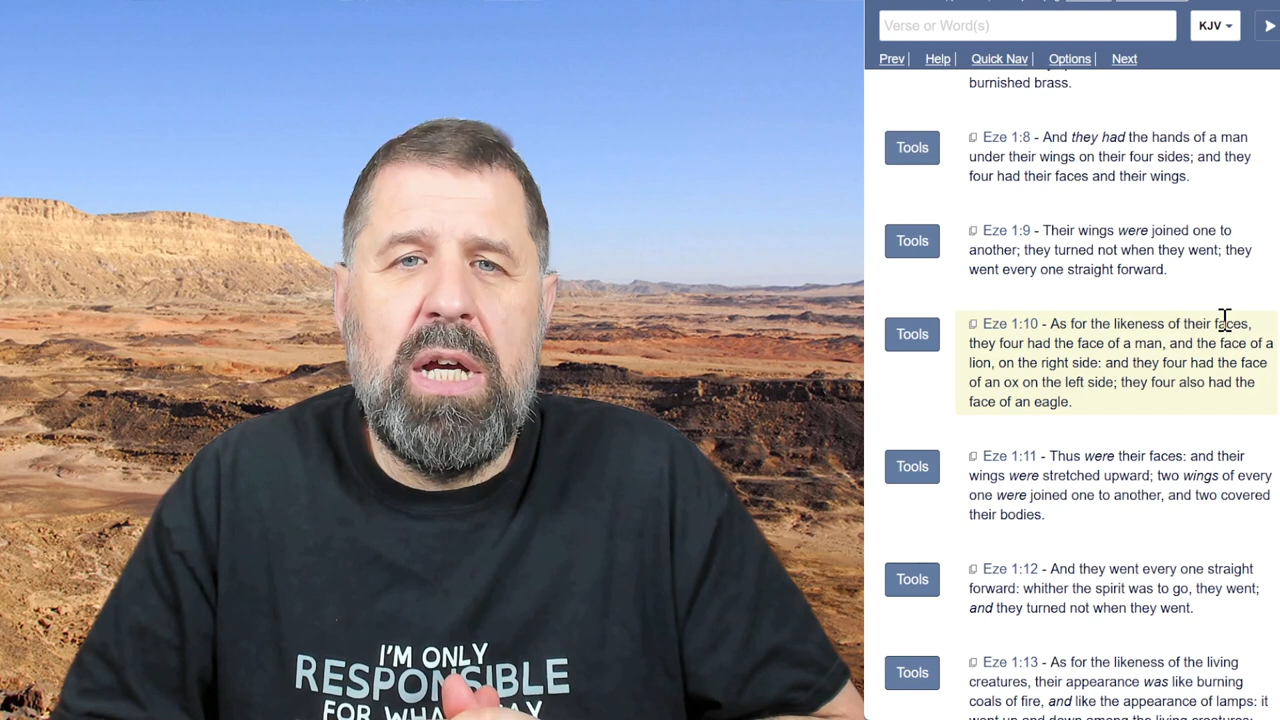 I'M ONLY
RESPONSIBLE
Verse or Word(s)
KJV
Prev
Help
Quick Nav
Options
Next
burnished brass.
Tools
Eze 1:8 - And they had the hands of a man
under their wings on their four sides; and they
four had their faces and their wings.
Tools
Eze 1:9 - Their wings were joined one to
another; they turned not when they went; they
went every one straight forward.
Tools
Eze 1:10 - As for the likeness of their faces,
they four had the face of a man, and the face of a
lion, on the right side: and they four had the face
of an ox on the left side; they four also had the
face of an eagle.
Tools
Eze 1:11 - Thus were their faces: and their
wings were stretched upward; two wings of every
one were joined one to another, and two covered
their bodies.
Tools
Eze 1:12 - And they went every one straight
forward: whither the spirit was to go, they went;
and they turned not when they went.
Tools
Eze 1:13 - As for the likeness of the living
creatures, their appearance was like burning
coals of fire, and like the appearance of lamps: it
went up and down among the living creatures;